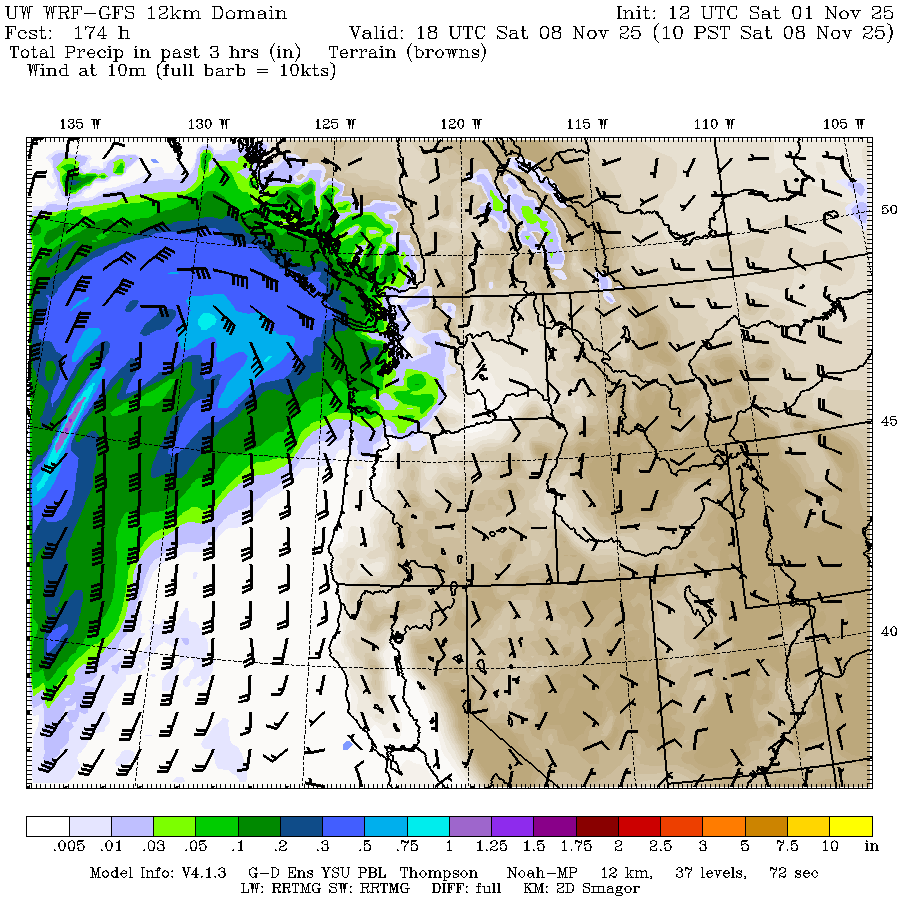 UW WRF-GFS 12km Domain Init: 12 UTC Sat 01 Nov 25
Fcst: 174 h Valid: 18 UTC Sat 08 Nov 25 (10 PST Sat 08 Nov 25)
Total Precip in past 3 hrs (in) Terrain (browns)
Wind at 10m (full barb = 10kts)
135 W 130 W 125 W 120 W 115 W 110 W 105 W
50
45
40
.005 .01 .03 .05 .1 .2 .3 .5 .75 1 1.25 1.5 1.75 2 2.5 3 5 7.5 10 in
Model Info: V4.1.3 G-D Ens YSU PBL Thompson Noah-MP 12 km, 37 levels, 72 sec
LW: RRTMG SW: RRTMG DIFF: full KM: 2D Smagor